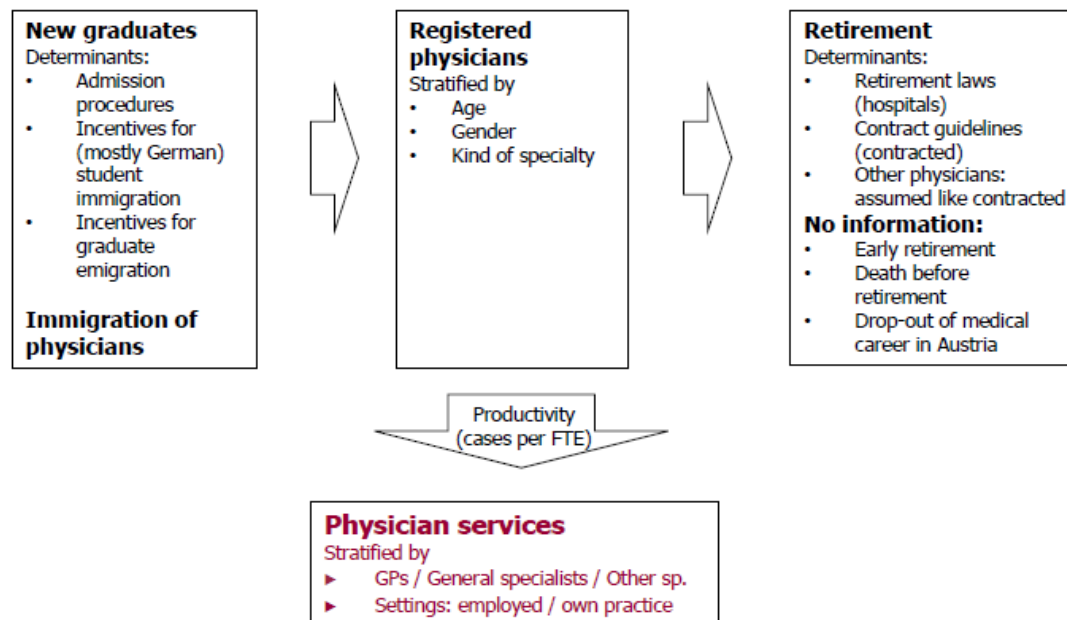 New graduates
Determinants:
• Admission
procedures
• Incentives for
(mostly German)
student
immigration
• Incentives for
graduate
emigration
Immigration of
physicians
Registered
physicians
Stratified by
• Age
• Gender
• Kind of specialty
Retirement
Determinants:
• Retirement laws
(hospitals)
• Contract guidelines
(contracted)
• Other physicians:
assumed like contracted
No information:
• Early retirement
• Death before
retirement
• Drop-out of medical
career in Austria
Productivity
(cases per FTE)
Physician services
Stratified by
► GPs / General specialists / Other sp.
► Settings: employed / own practice